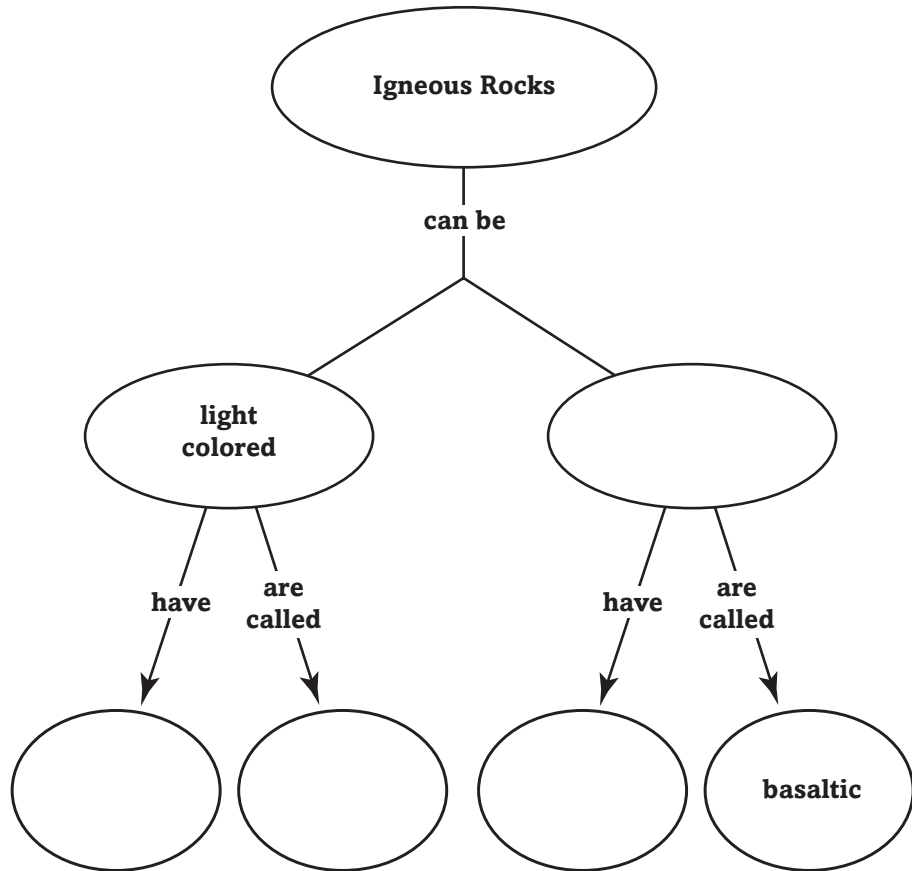 Igneous Rocks
can be
light
colored
have
are
called
have
are
called
basaltic